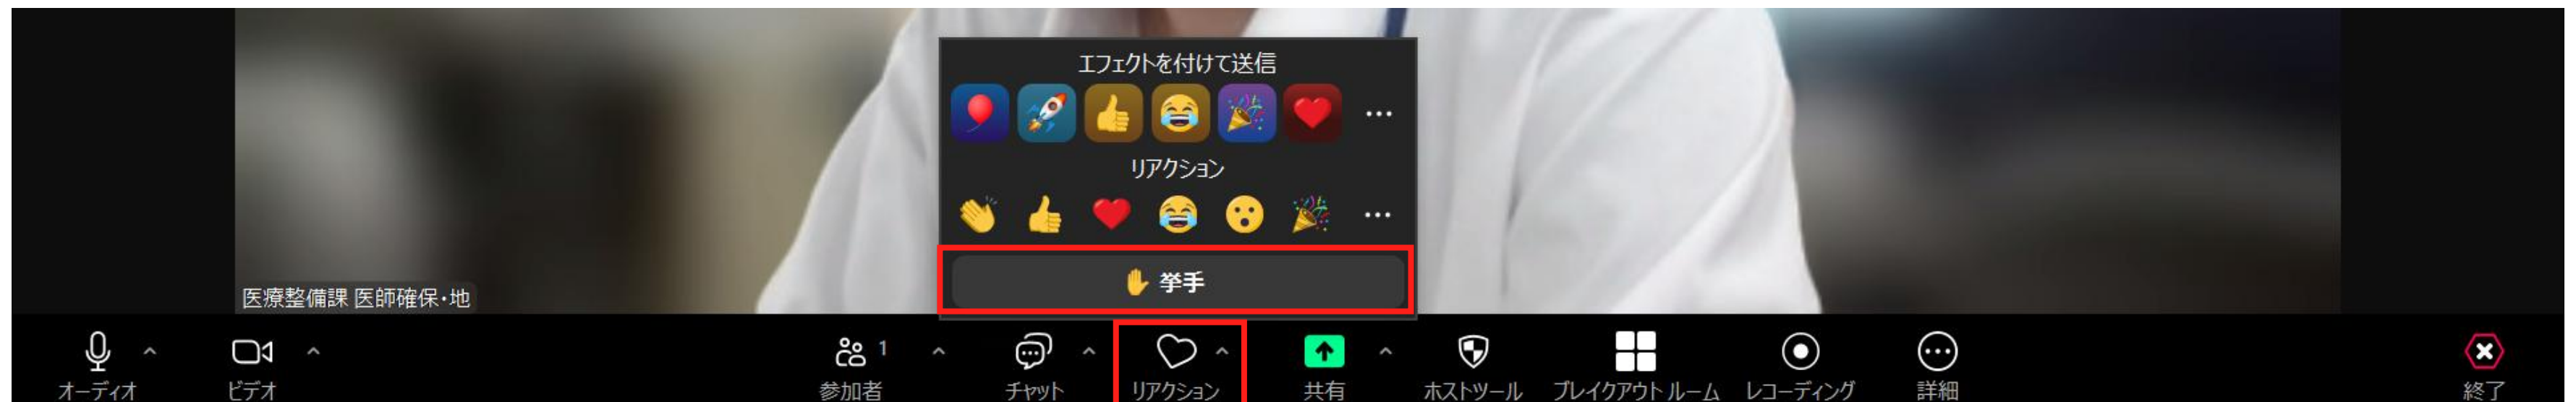 エフェクトを付けて送信
リアクション
挙手
医療整備課 医師確保・地
1
オーディオ
ビデオ
参加者
チャット
リアクション
共有
ホストツール
ブレイクアウト ルーム
レコーディング
詳細
終了